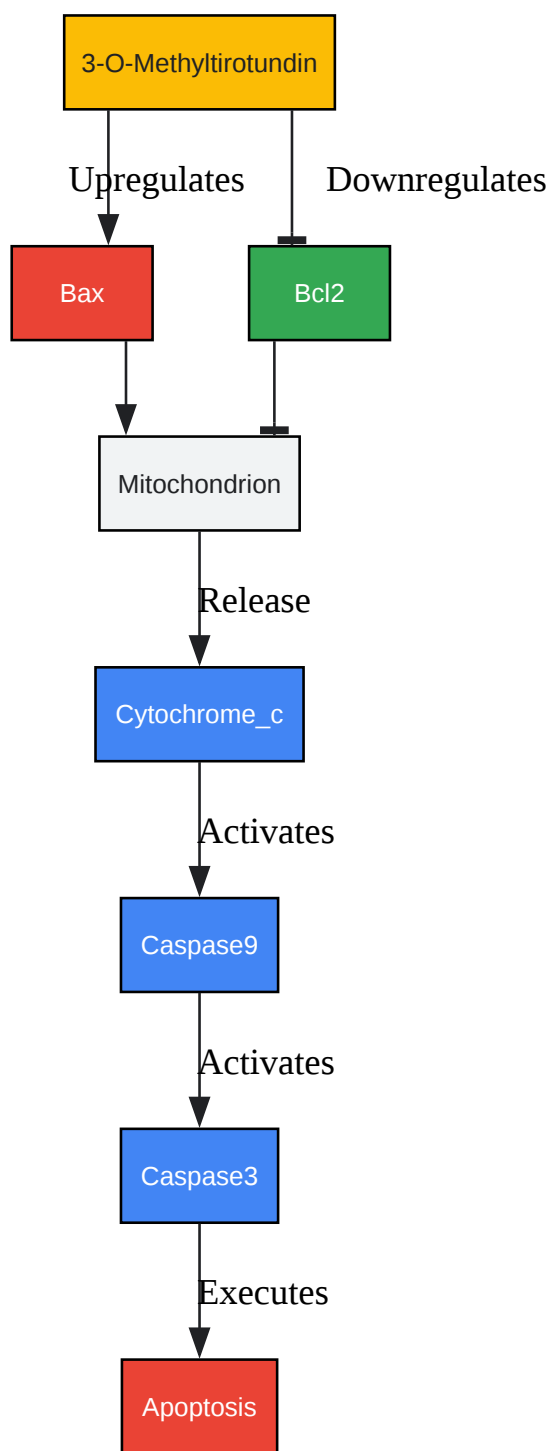 3-O-Methyltirotundin
Upregulates
Downregulates
Bax
Bcl2
Mitochondrion
Release
Cytochrome_c
Activates
Caspase9
Activates
Caspase3
Executes
Apoptosis